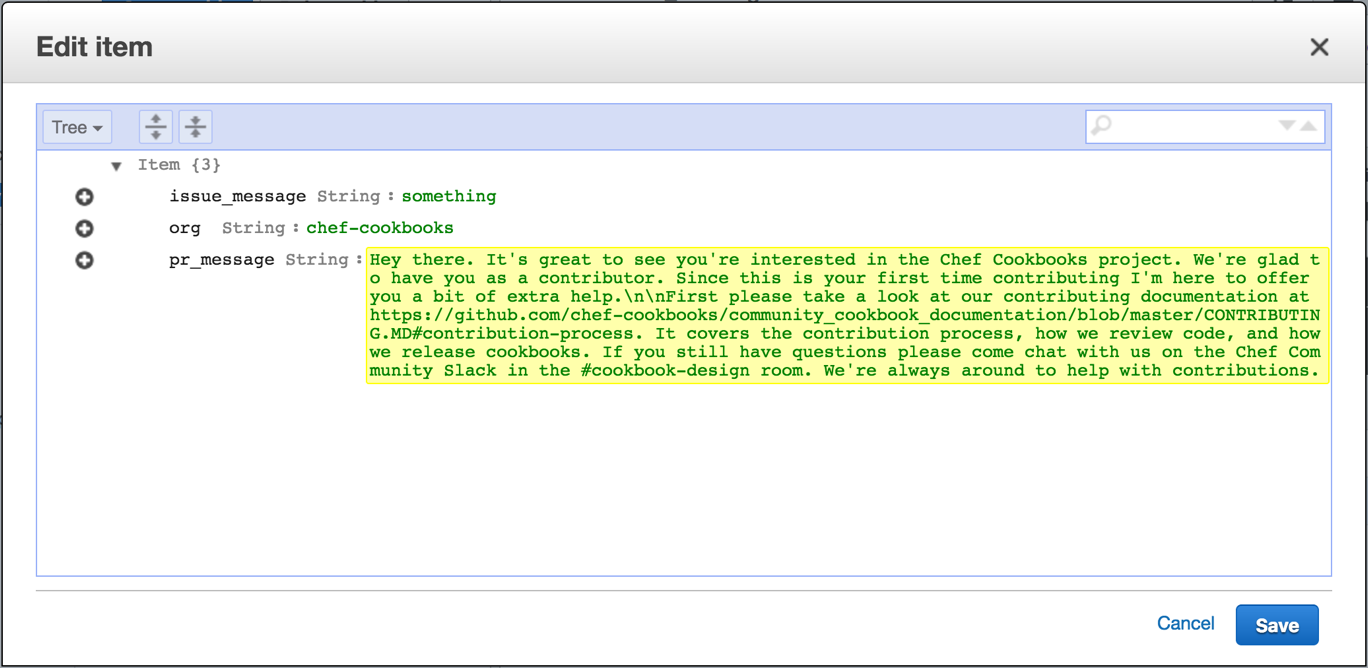 Edit item
Tree
Item {3}
issue_message String : something
org String : chef-cookbooks
pr_message String : Hey there. It's great to see you're interested in the Chef Cookbooks project. We're glad t
o have you as a contributor. Since this is your first time contributing I'm here to offer
you a bit of extra help.\n\nFirst please take a look at our contributing documentation at
https://github.com/chef-cookbooks/community_cookbook_documentation/blob/master/CONTRIBUTIN
G.MD#contribution-process. It covers the contribution process, how we review code, and how
we release cookbooks. If you still have questions please come chat with us on the Chef Com
munity Slack in the #cookbook-design room. We're always around to help with contributions.
Cancel
Save